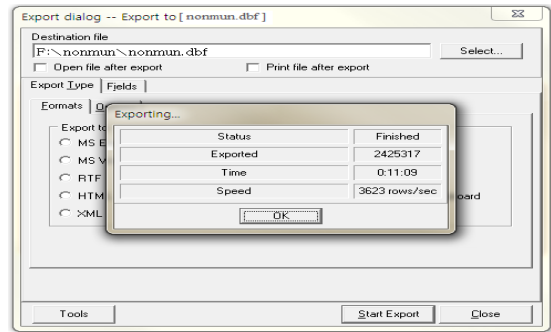 Export dialog -- Export to [ nonmun.dbf ]
Destination file
F:\nonmun\nonmun.dbf
Select...
Open file after export
Print file after export
Export Type
Fields
Formats
Exporting...
Export to
Status
Finished
Exported
2425317
Time
0:11:09
Speed
3623 rows/sec
OK
MS E
MS V
RTF
HTM
oard
XML
Tools
Start Export
Close